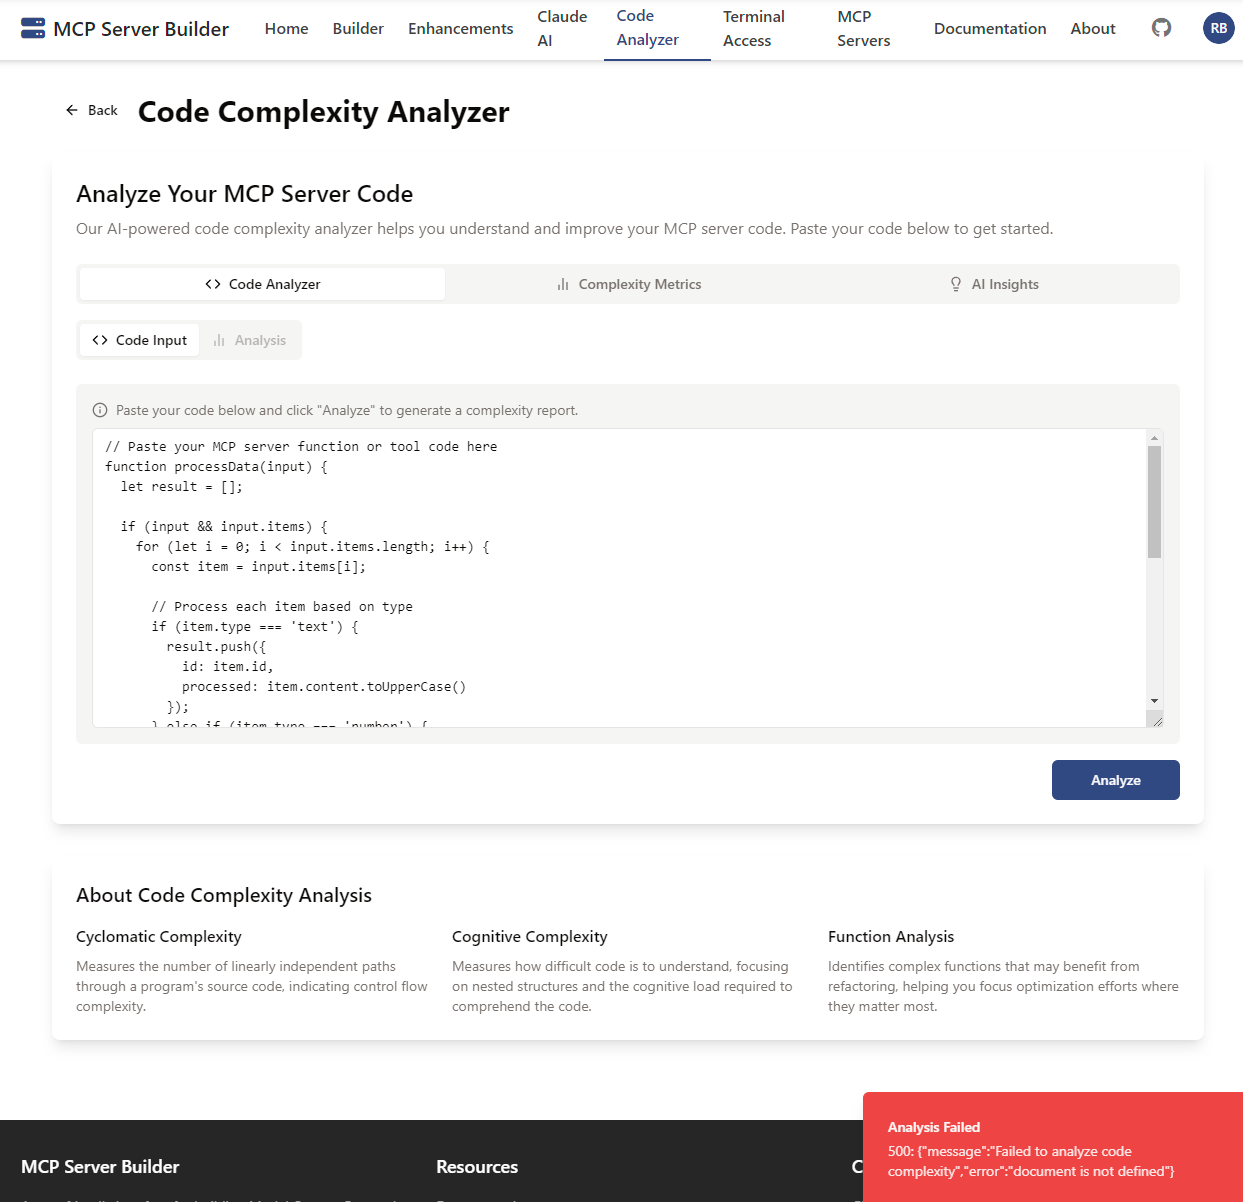 MCP Server Builder
Home
Builder
Enhancements
Claude
AI
Code
Analyzer
Terminal
Access
MCP
Servers
Documentation
About
RB
Back
Code Complexity Analyzer
Analyze Your MCP Server Code
Our AI-powered code complexity analyzer helps you understand and improve your MCP server code. Paste your code below to get started.
<> Code Analyzer
Complexity Metrics
AI Insights
<> Code Input
Analysis
Paste your code below and click "Analyze" to generate a complexity report.
// Paste your MCP server function or tool code here
function processData(input) {
  let result = [];
  if (input && input.items) {
    for (let i = 0; i < input.items.length; i++) {
      const item = input.items[i];
      // Process each item based on type
      if (item.type === 'text') {
        result.push({
          id: item.id,
          processed: item.content.toUpperCase()
        });
      } else if (item.type === 'number') {
Analyze
About Code Complexity Analysis
Cyclomatic Complexity
Measures the number of linearly independent paths
through a program's source code, indicating control flow
complexity.
Cognitive Complexity
Measures how difficult code is to understand, focusing
on nested structures and the cognitive load required to
comprehend the code.
Function Analysis
Identifies complex functions that may benefit from
refactoring, helping you focus optimization efforts where
they matter most.
MCP Server Builder
Resources
C
Analysis Failed
500: {"message":"Failed to analyze code
complexity","error":"document is not defined"}